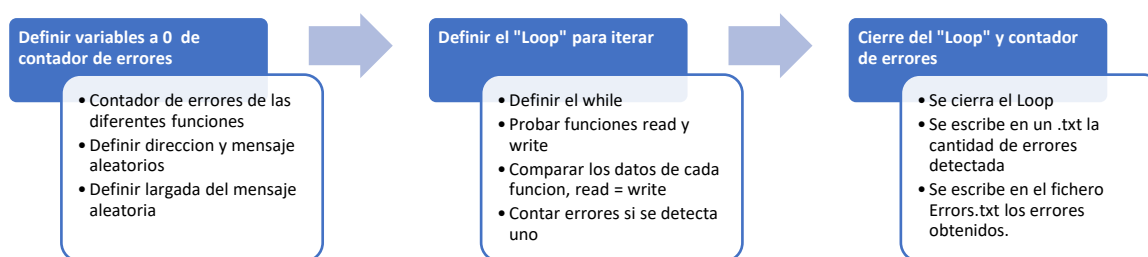 Definir variables a 0 de
contador de errores
• Contador de errores de las
diferentes funciones
• Definir direccion y mensaje
aleatorios
• Definir largada del mensaje
aleatoria
Definir el "Loop" para iterar
• Definir el while
• Probar funciones read y
write
• Comparar los datos de cada
funcion, read = write
• Contar errores si se detecta
uno
Cierre del "Loop" y contador
de errores
• Se cierra el Loop
• Se escribe en un .txt la
cantidad de errores
detectada
• Se escribe en el fichero
Errors.txt los errores
obtenidos.